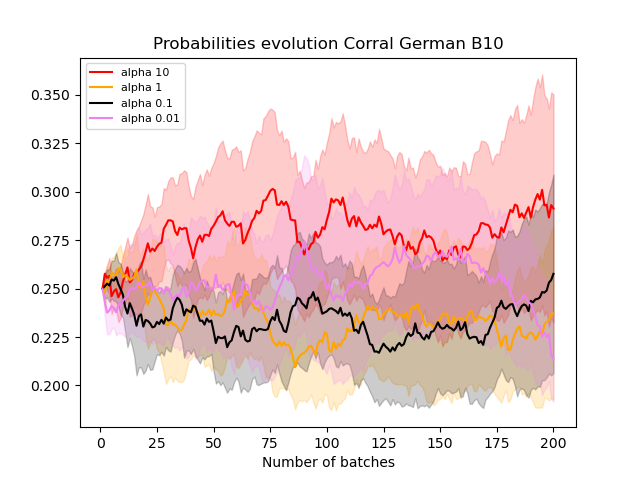 Probabilities evolution Corral German B10
alpha 10
alpha 1
alpha 0.1
alpha 0.01
0.350
0.325
0.300
0.275
0.250
0.225
0.200
0 25 50 75 100 125 150 175 200
Number of batches